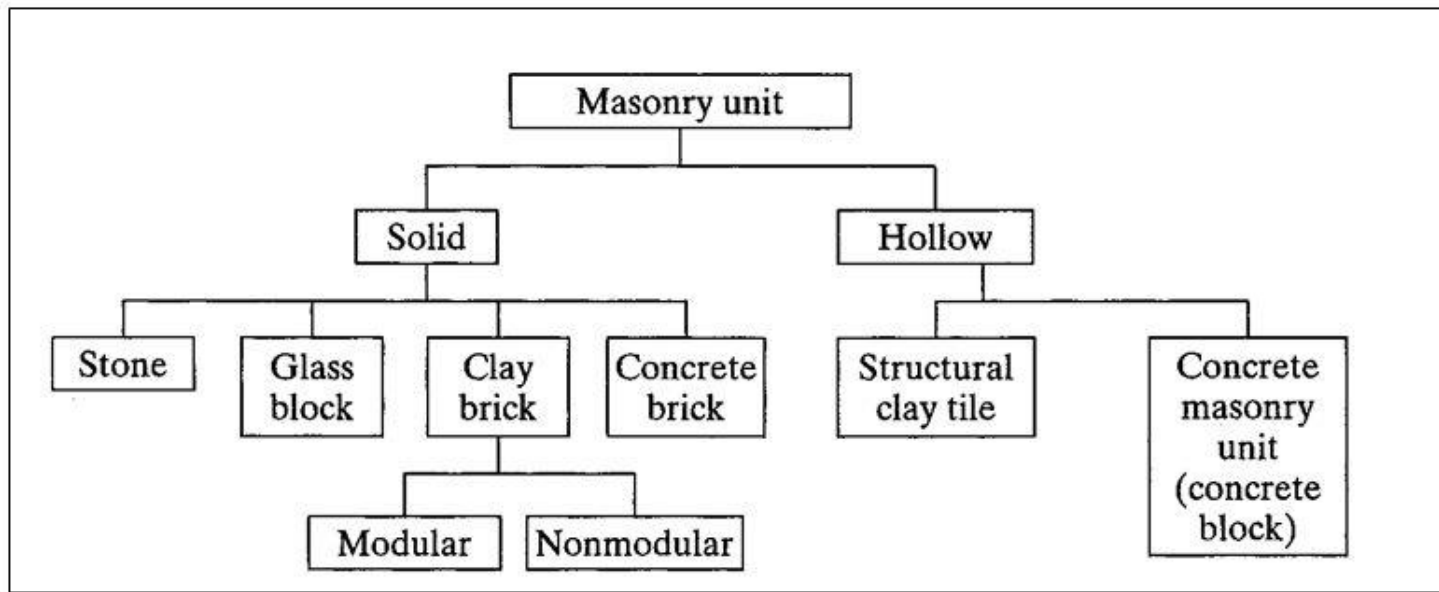 Masonry unit
Solid
Hollow
Stone
Glass
block
Clay
brick
Concrete
brick
Structural
clay tile
Concrete
masonry
unit
(concrete
block)
Modular
Nonmodular